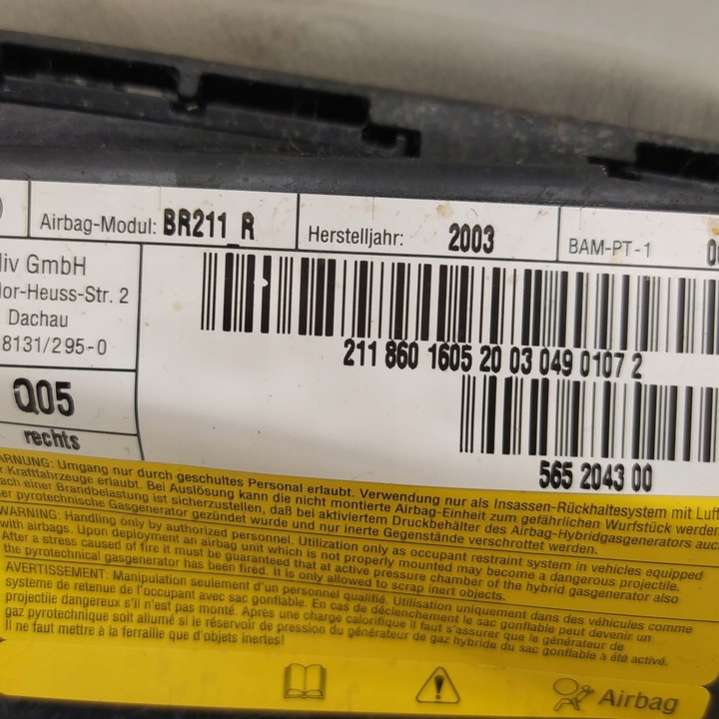 Airbag-Modul: BR211_R
Herstelljahr: 2003
BAM-PT-1
liv GmbH
lor-Heuss-Str. 2
Dachau
8131/295-0
Q05
rechts
211 860 1605 20 03 049 0107 2
565 2043 00
WARNUNG: Umgang nur durch geschultes Personal erlaubt. Verwendung nur als Insassen-Rückhaltesystem mit Luft
Kraftfahrzeuge erlaubt. Bei Auslösung kann die nicht montierte Airbag-Einheit zum gefährlichen Wurfstück werden
ach einer Brandbelastung ist sicherzustellen, daß bei aktiviertem Druckbehälter des Airbag-Hybridgasgenerators auc
er pyrotechnische Gasgenerator gezündet wurde und nur inerte Gegenstände verschrottet werden.
WARNING: Handling only by authorized personnel. Utilization only as occupant restraint system in vehicles equipped
with airbags. Upon deployment an airbag unit which is not properly mounted may become a dangerous projectile.
After a stress caused of fire it must be guaranteed that at active pressure chamber of the hybrid gasgenerator also
the pyrotechnical gasgenerator has been fired. It is only allowed to scrap inert objects.
AVERTISSEMENT: Manipulation seulement d'un personnel qualifié. Utilisation uniquement dans des véhicules comme
système de retenue de l'occupant avec sac gonflable. En cas de déclenchement le sac gonflable peut devenir un
projectile dangereux s'il n'est pas monté. Après une charge calorifique il faut s'assurer que le générateur de
gaz pyrotechnique soit allumé si le réservoir de pression du générateur de gaz hybride du sac gonflable a été activé.
Il ne faut mettre à la ferraille que d'objets inertes!
Airbag